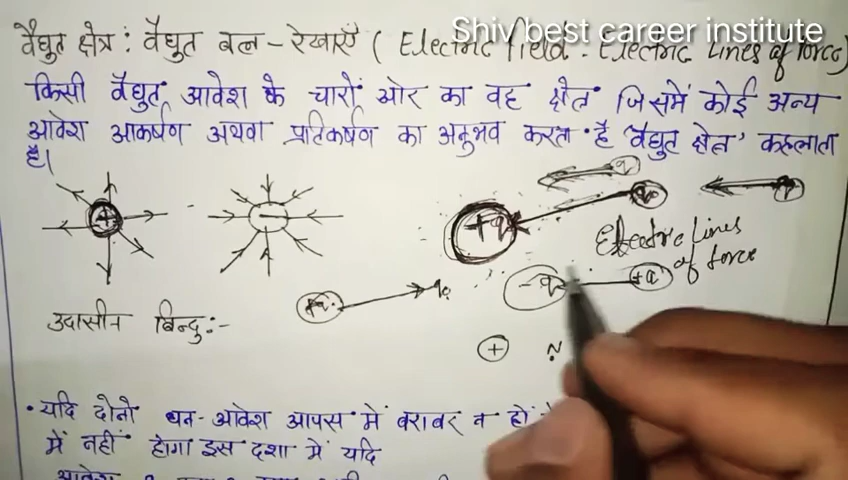 Shiv best career institute
वैद्युत क्षेत्र : वैद्युत बल - रेखाएँ ( Electric field - Electric Lines of force)
किसी वैद्युत आवेश के चारों ओर का वह क्षेत्र जिसमें कोई अन्य
आवेश आकर्षण अथवा प्रतिकर्षण का अनुभव करता है 'वैद्युत क्षेत्र' कहलाता
है।
+
-
+q
Electric Lines
of force
-q
+q
उदासीन बिन्दु :-
+
N
• यदि दोनो धन-आवेश आपस में बराबर न हों
में नहीं होगा इस दशा में यदि
आवेश